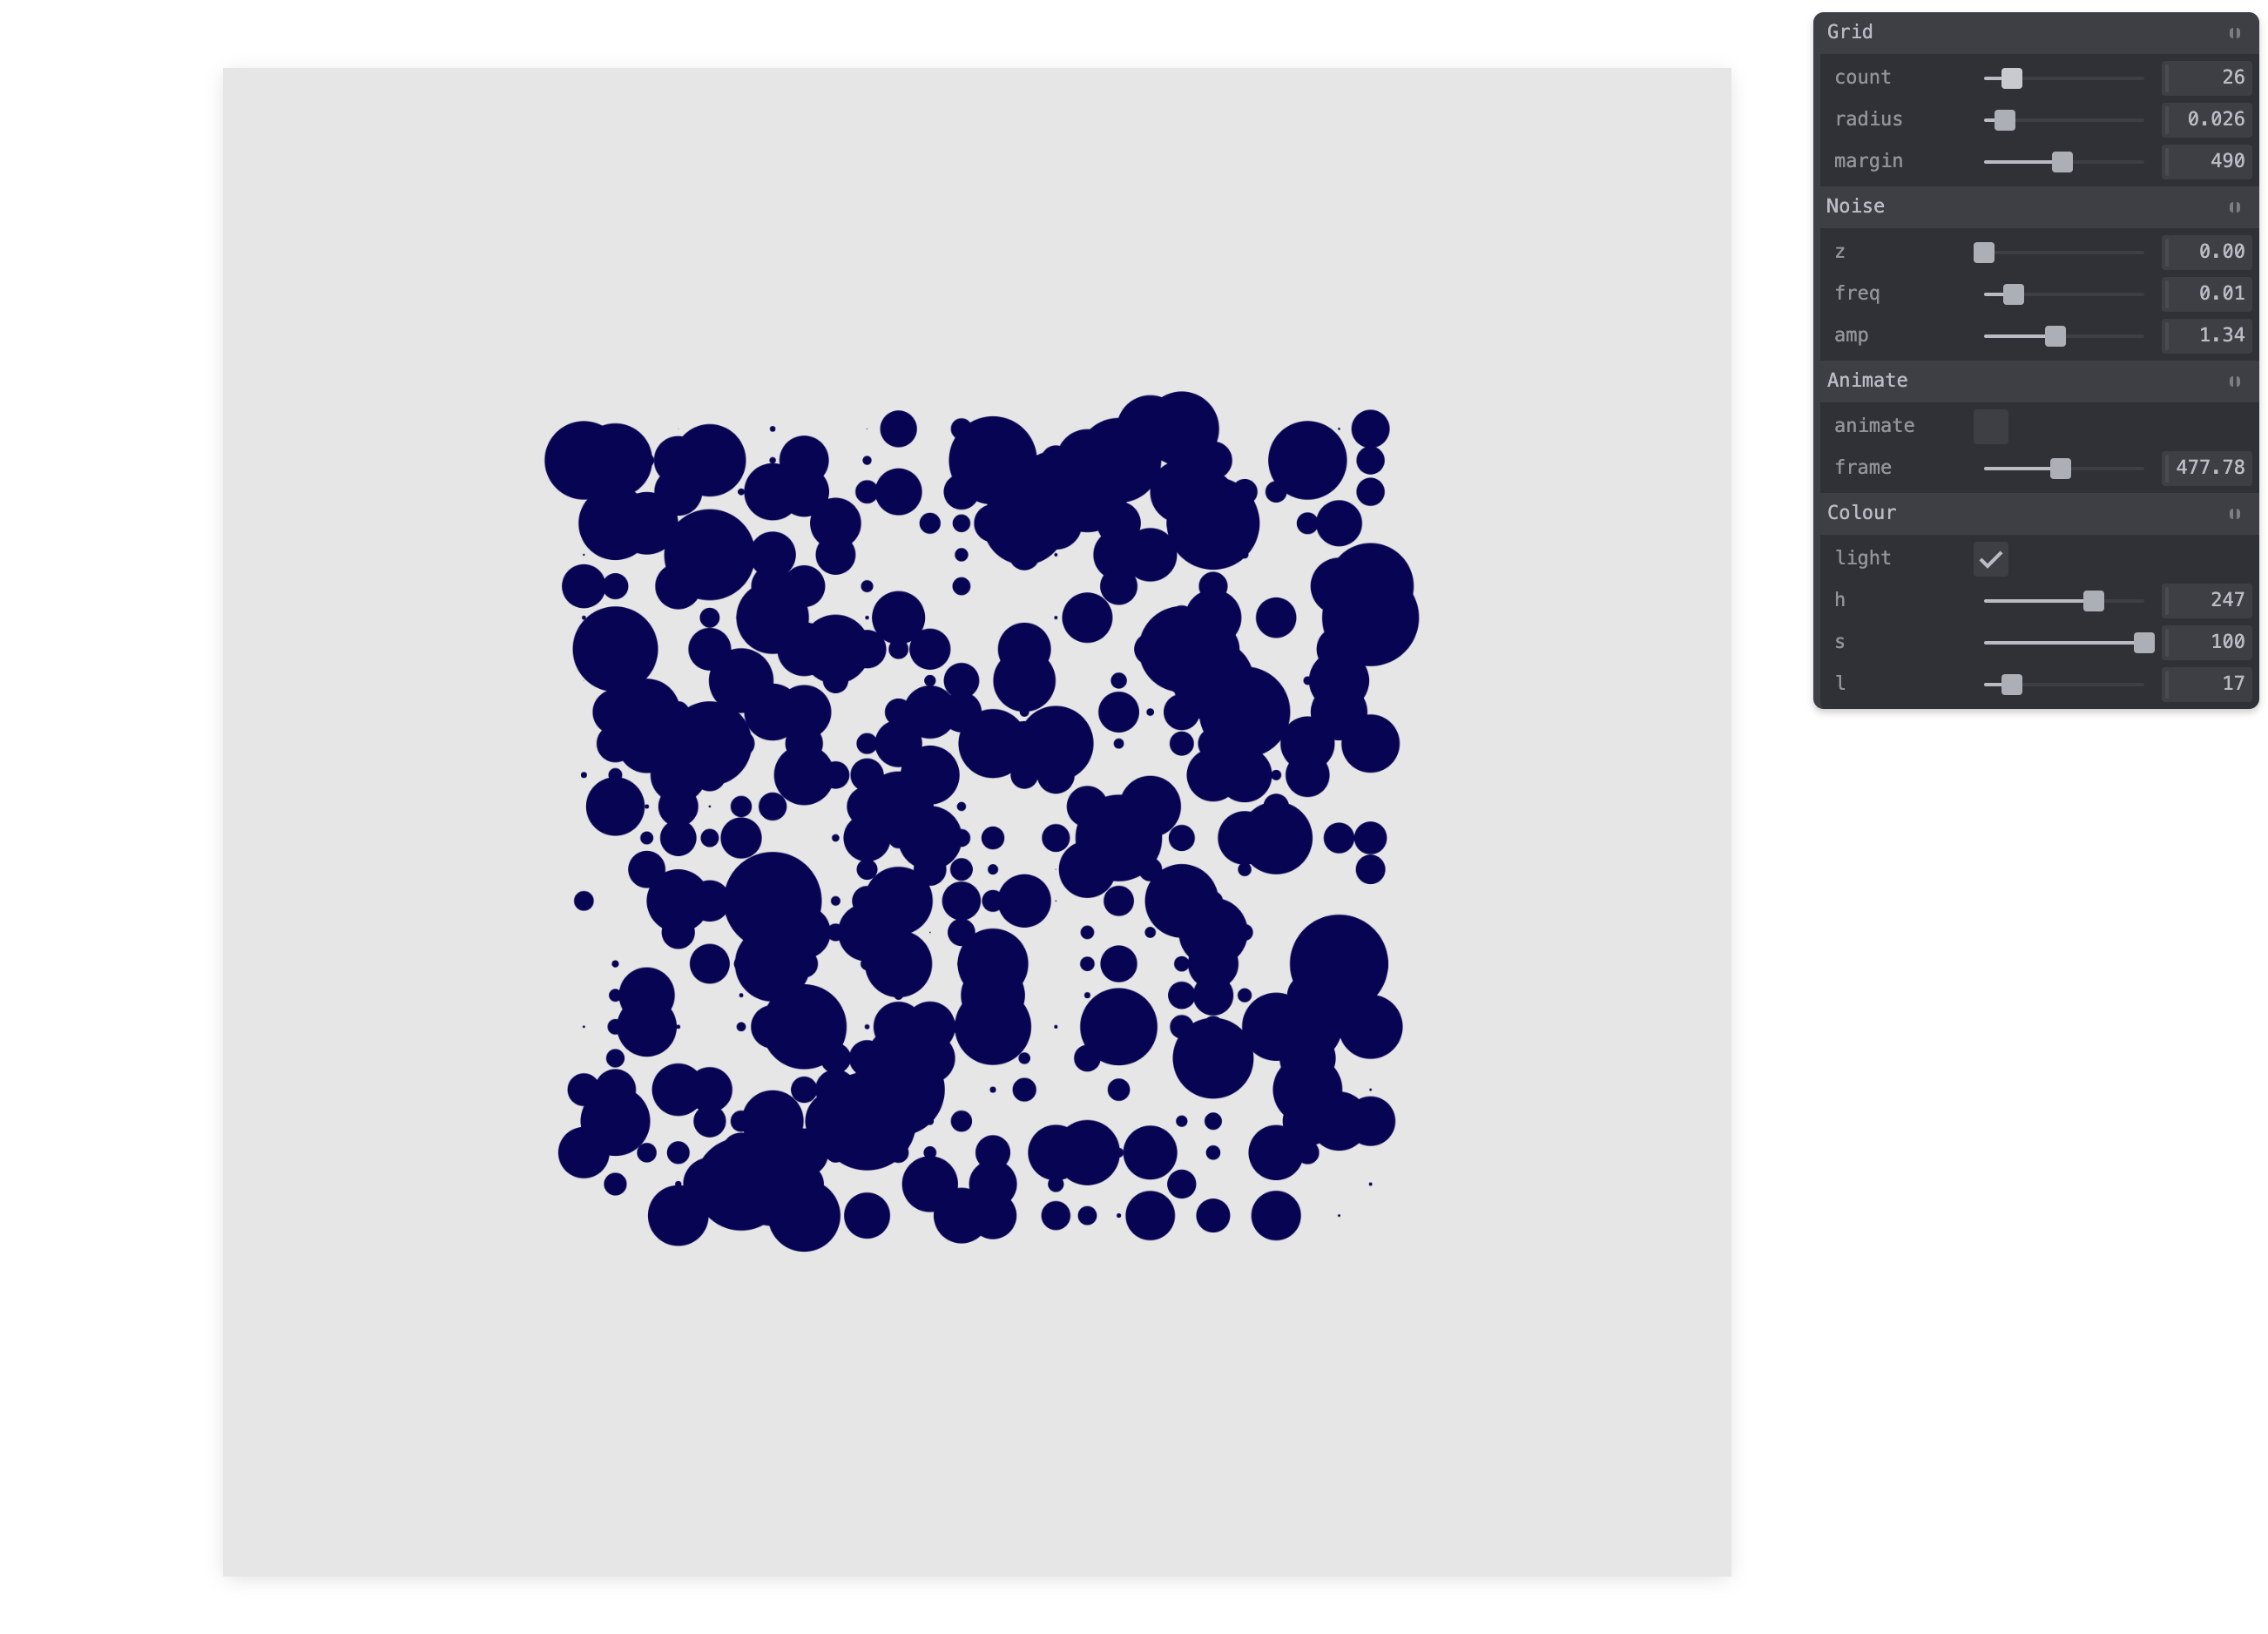 Grid
count 26
radius 0.026
margin 490
Noise
z 0.00
freq 0.01
amp 1.34
Animate
animate
frame 477.78
Colour
light
h 247
s 100
l 17